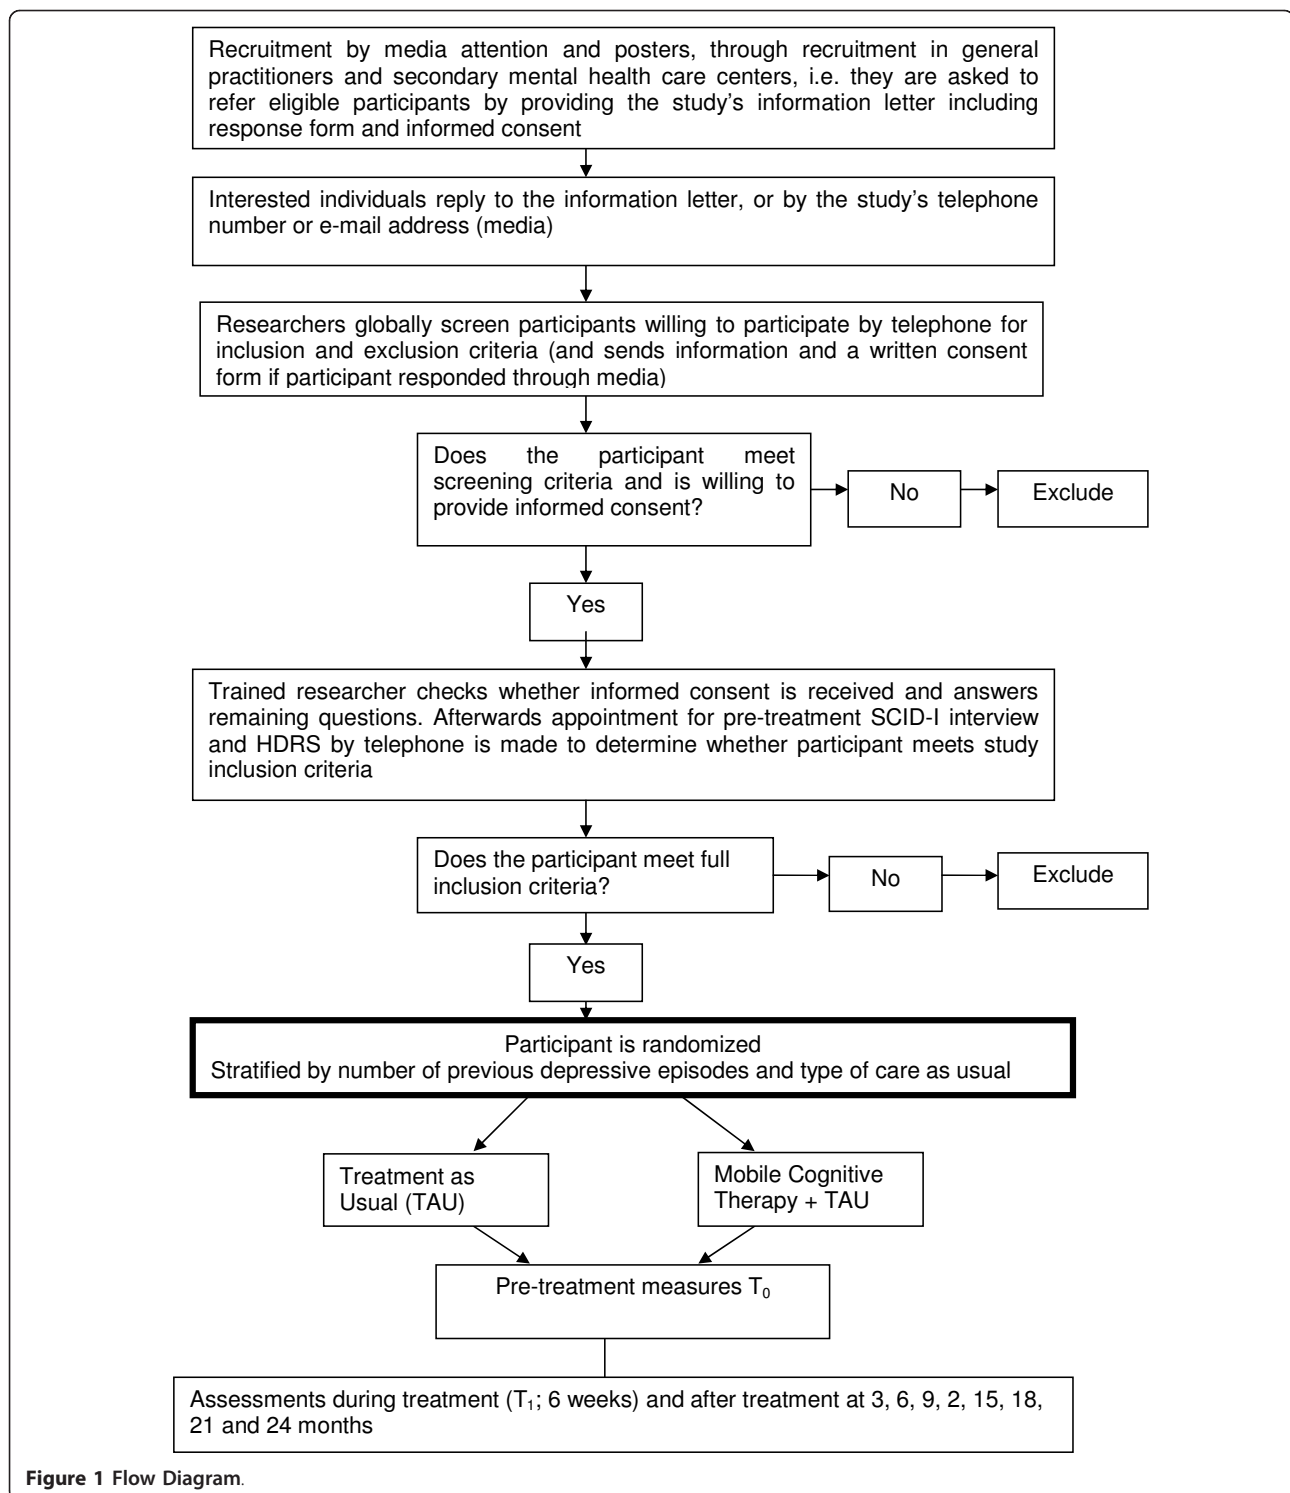 Recruitment by media attention and posters, through recruitment in general
practitioners and secondary mental health care centers, i.e. they are asked to
refer eligible participants by providing the study's information letter including
response form and informed consent
Interested individuals reply to the information letter, or by the study's telephone
number or e-mail address (media)
Researchers globally screen participants willing to participate by telephone for
inclusion and exclusion criteria (and sends information and a written consent
form if participant responded through media)
Does the participant meet
screening criteria and is willing to
provide informed consent?
No
Exclude
Yes
Trained researcher checks whether informed consent is received and answers
remaining questions. Afterwards appointment for pre-treatment SCID-I interview
and HDRS by telephone is made to determine whether participant meets study
inclusion criteria
Does the participant meet full
inclusion criteria?
No
Exclude
Yes
Participant is randomized
Stratified by number of previous depressive episodes and type of care as usual
Treatment as
Usual (TAU)
Mobile Cognitive
Therapy + TAU
Pre-treatment measures T₀
Assessments during treatment (T₁; 6 weeks) and after treatment at 3, 6, 9, 2, 15, 18,
21 and 24 months
Figure 1 Flow Diagram.